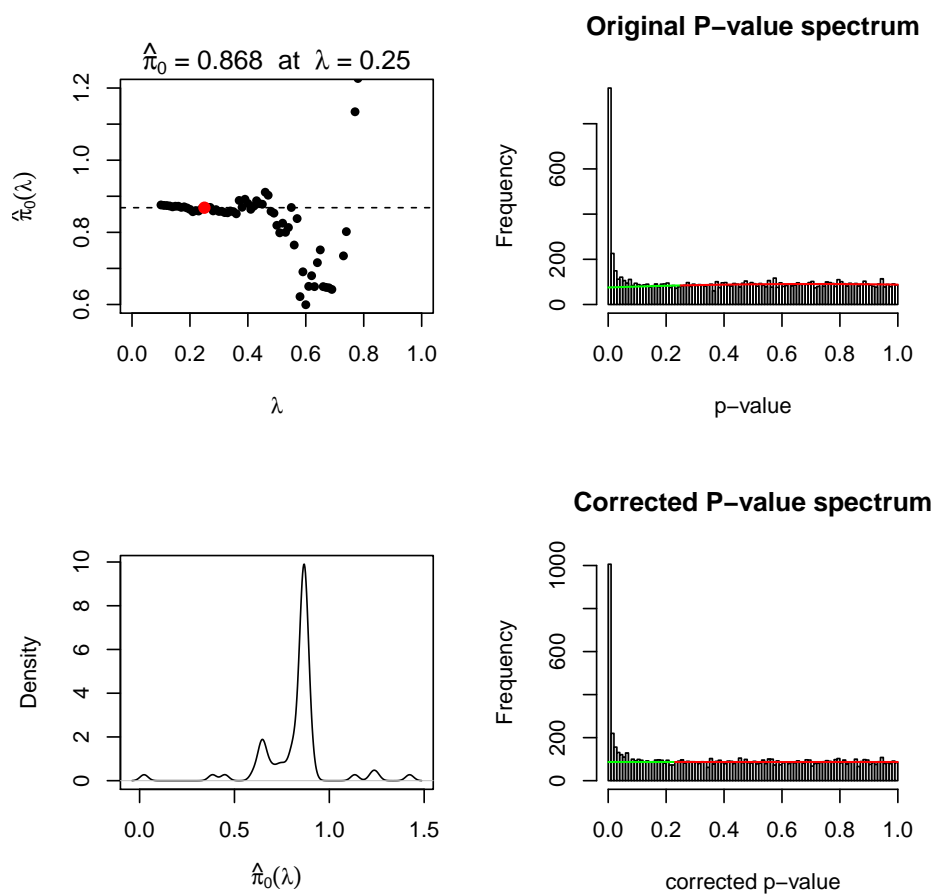 π̂₀ = 0.868 at λ = 0.25
π̂₀(λ)
1.2
1.0
0.8
0.6
0.0 0.2 0.4 0.6 0.8 1.0
λ
Original P−value spectrum
Frequency
600
200
0
0.0 0.2 0.4 0.6 0.8 1.0
p−value
Density
10
8
6
4
2
0
0.0 0.5 1.0 1.5
π̂₀(λ)
Corrected P−value spectrum
Frequency
1000
600
200
0
0.0 0.2 0.4 0.6 0.8 1.0
corrected p−value